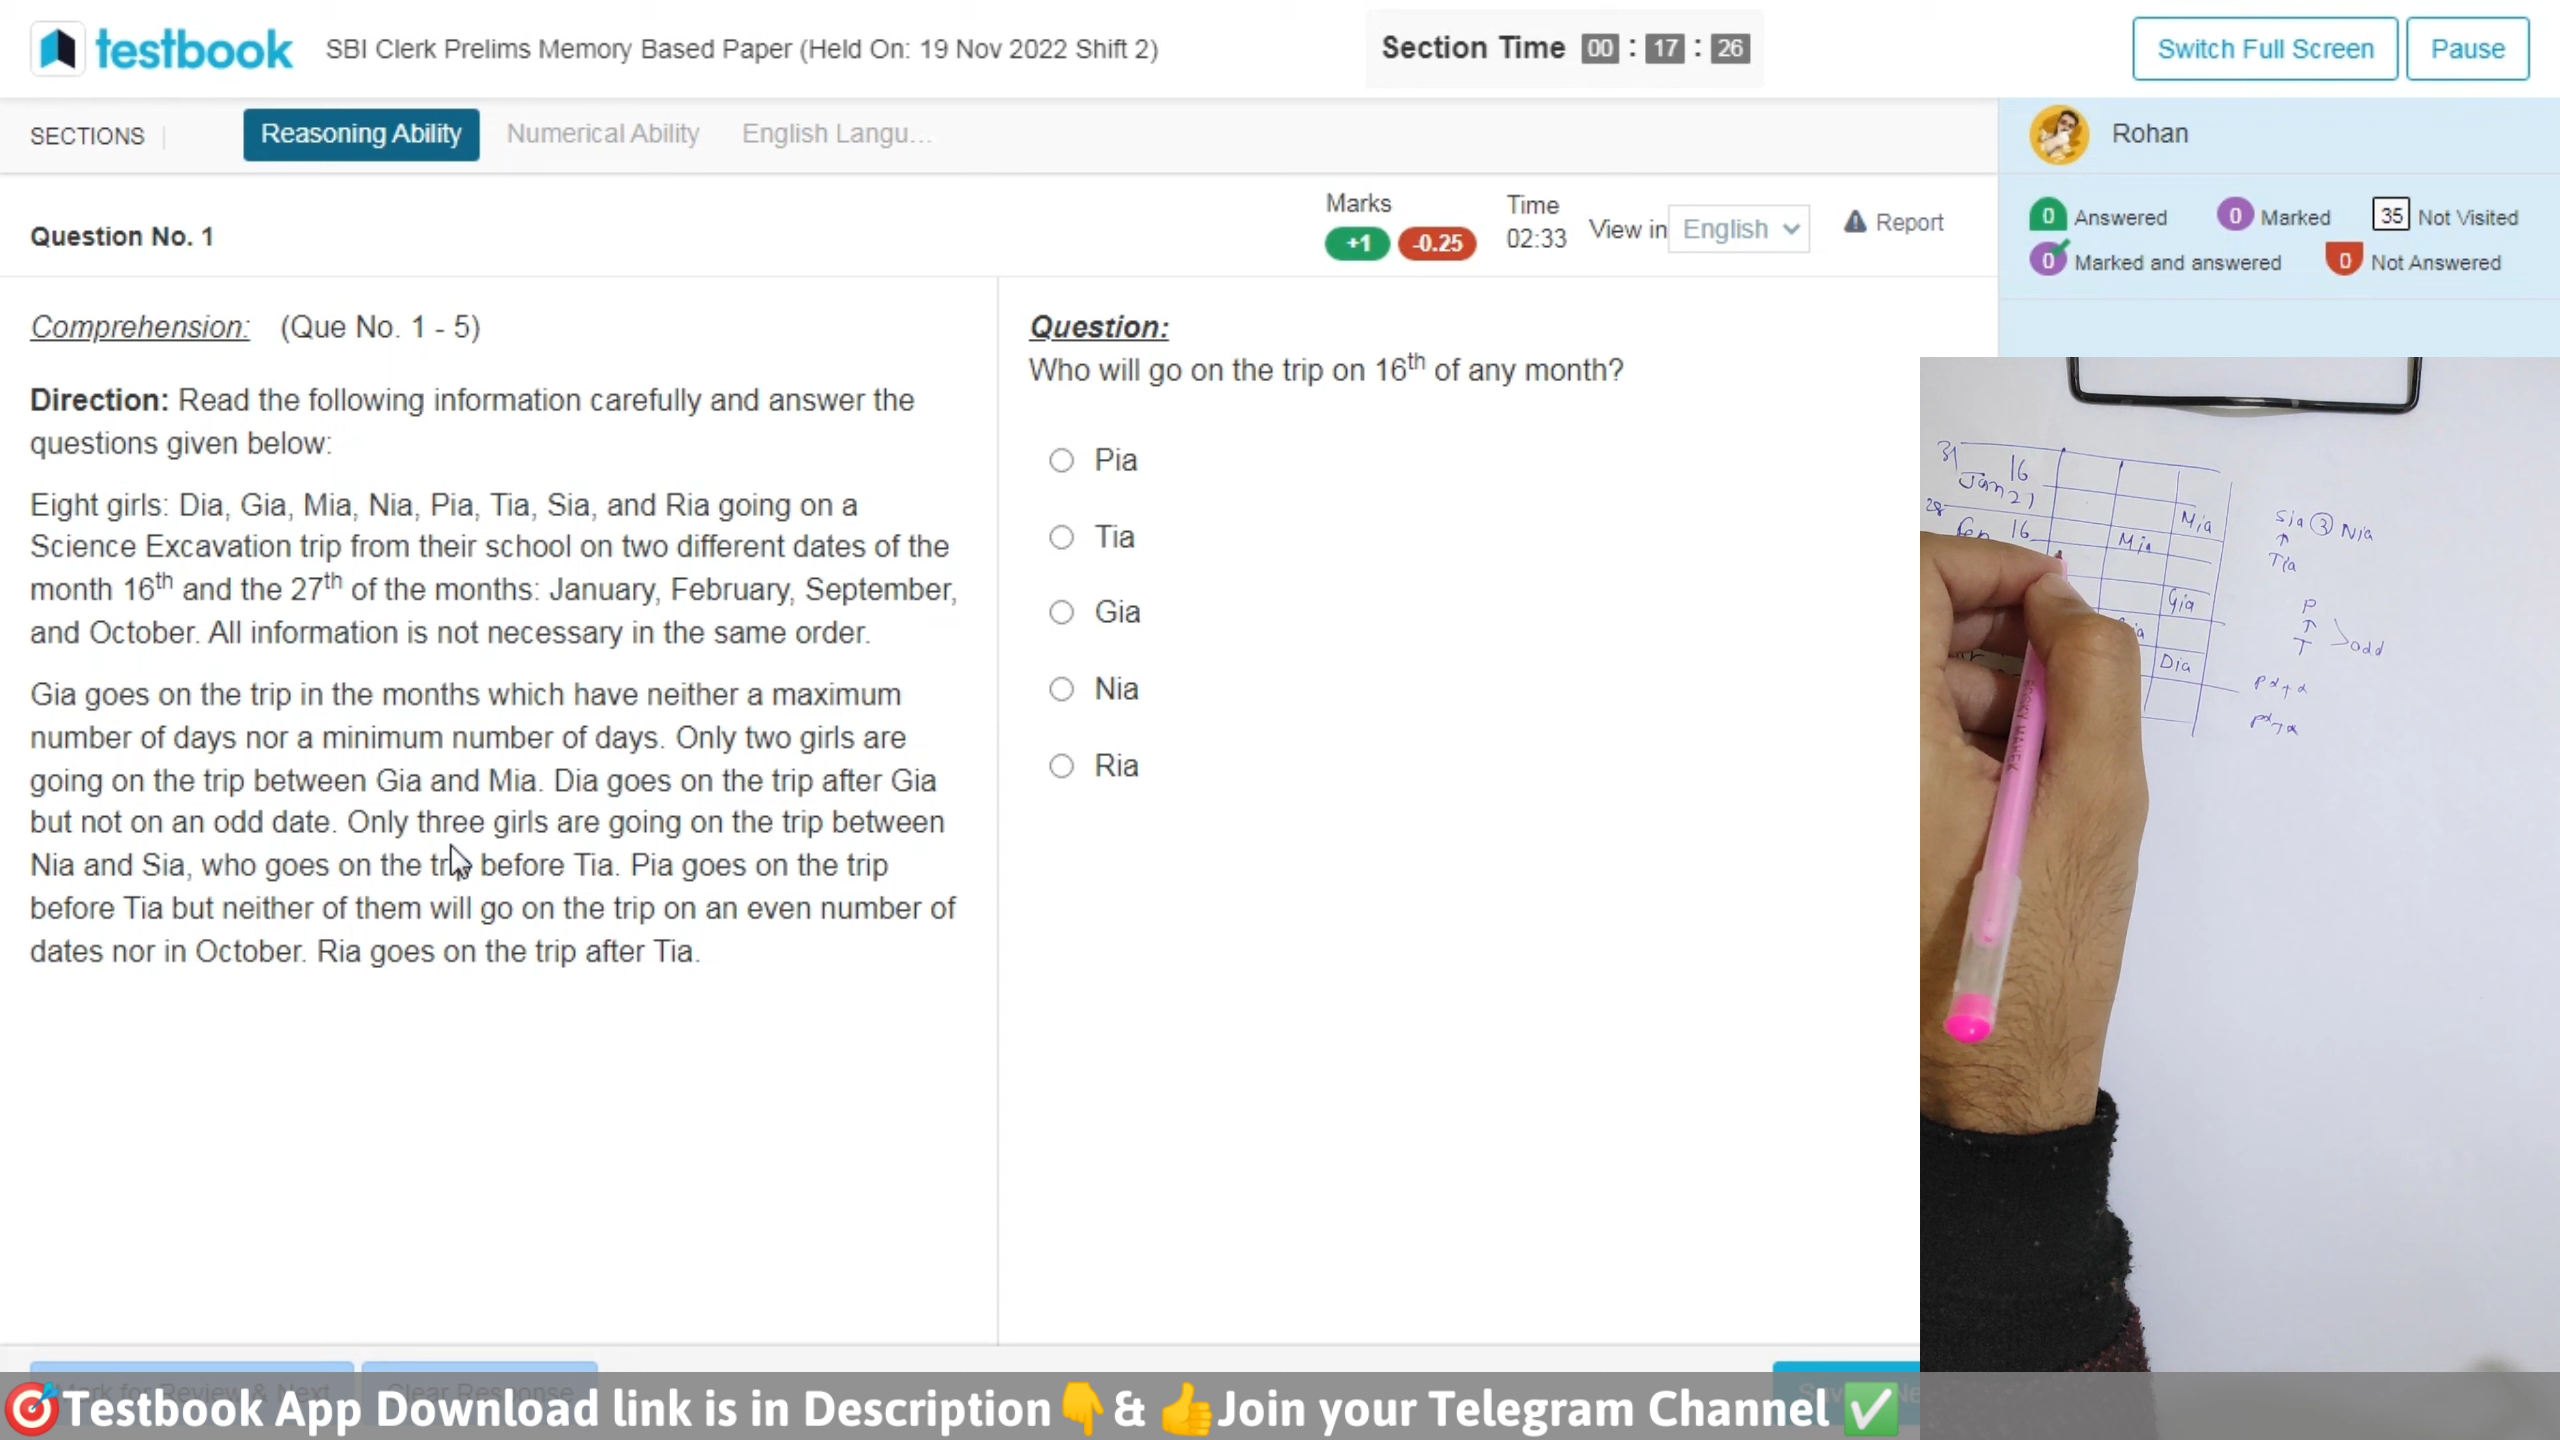 testbook
SBI Clerk Prelims Memory Based Paper (Held On: 19 Nov 2022 Shift 2)
Section Time 00 : 17 : 26
Switch Full Screen
Pause
SECTIONS
Reasoning Ability
Numerical Ability
English Langu...
Rohan
Question No. 1
Marks
+1 -0.25
Time
02:33
View in English
Report
0 Answered
0 Marked
35 Not Visited
0 Marked and answered
0 Not Answered
Comprehension: (Que No. 1 - 5)
Direction: Read the following information carefully and answer the
questions given below:
Eight girls: Dia, Gia, Mia, Nia, Pia, Tia, Sia, and Ria going on a
Science Excavation trip from their school on two different dates of the
month 16th and the 27th of the months: January, February, September,
and October. All information is not necessary in the same order.
Gia goes on the trip in the months which have neither a maximum
number of days nor a minimum number of days. Only two girls are
going on the trip between Gia and Mia. Dia goes on the trip after Gia
but not on an odd date. Only three girls are going on the trip between
Nia and Sia, who goes on the trip before Tia. Pia goes on the trip
before Tia but neither of them will go on the trip on an even number of
dates nor in October. Ria goes on the trip after Tia.
Question:
Who will go on the trip on 16th of any month?
Pia
Tia
Gia
Nia
Ria
31 16
Jan 27
Mia
28
16
Mia
Gia
Dia
Sia 3 Nia
↑
Tia
P
↑
T
odd
🎯Testbook App Download link is in Description👇& 👍Join your Telegram Channel ✅